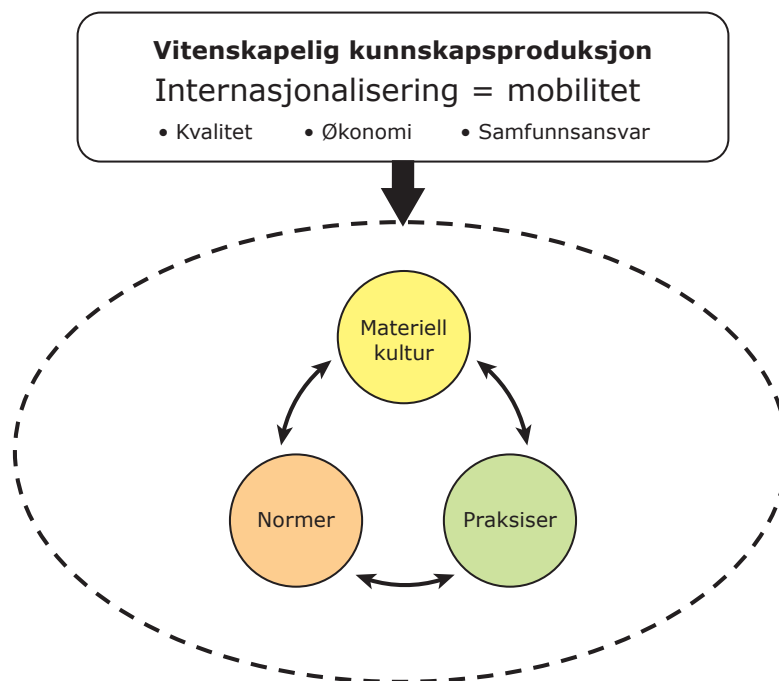 Vitenskapelig kunnskapsproduksjon
Internasjonalisering = mobilitet
• Kvalitet • Økonomi • Samfunnsansvar
Materiell
kultur
Normer
Praksiser